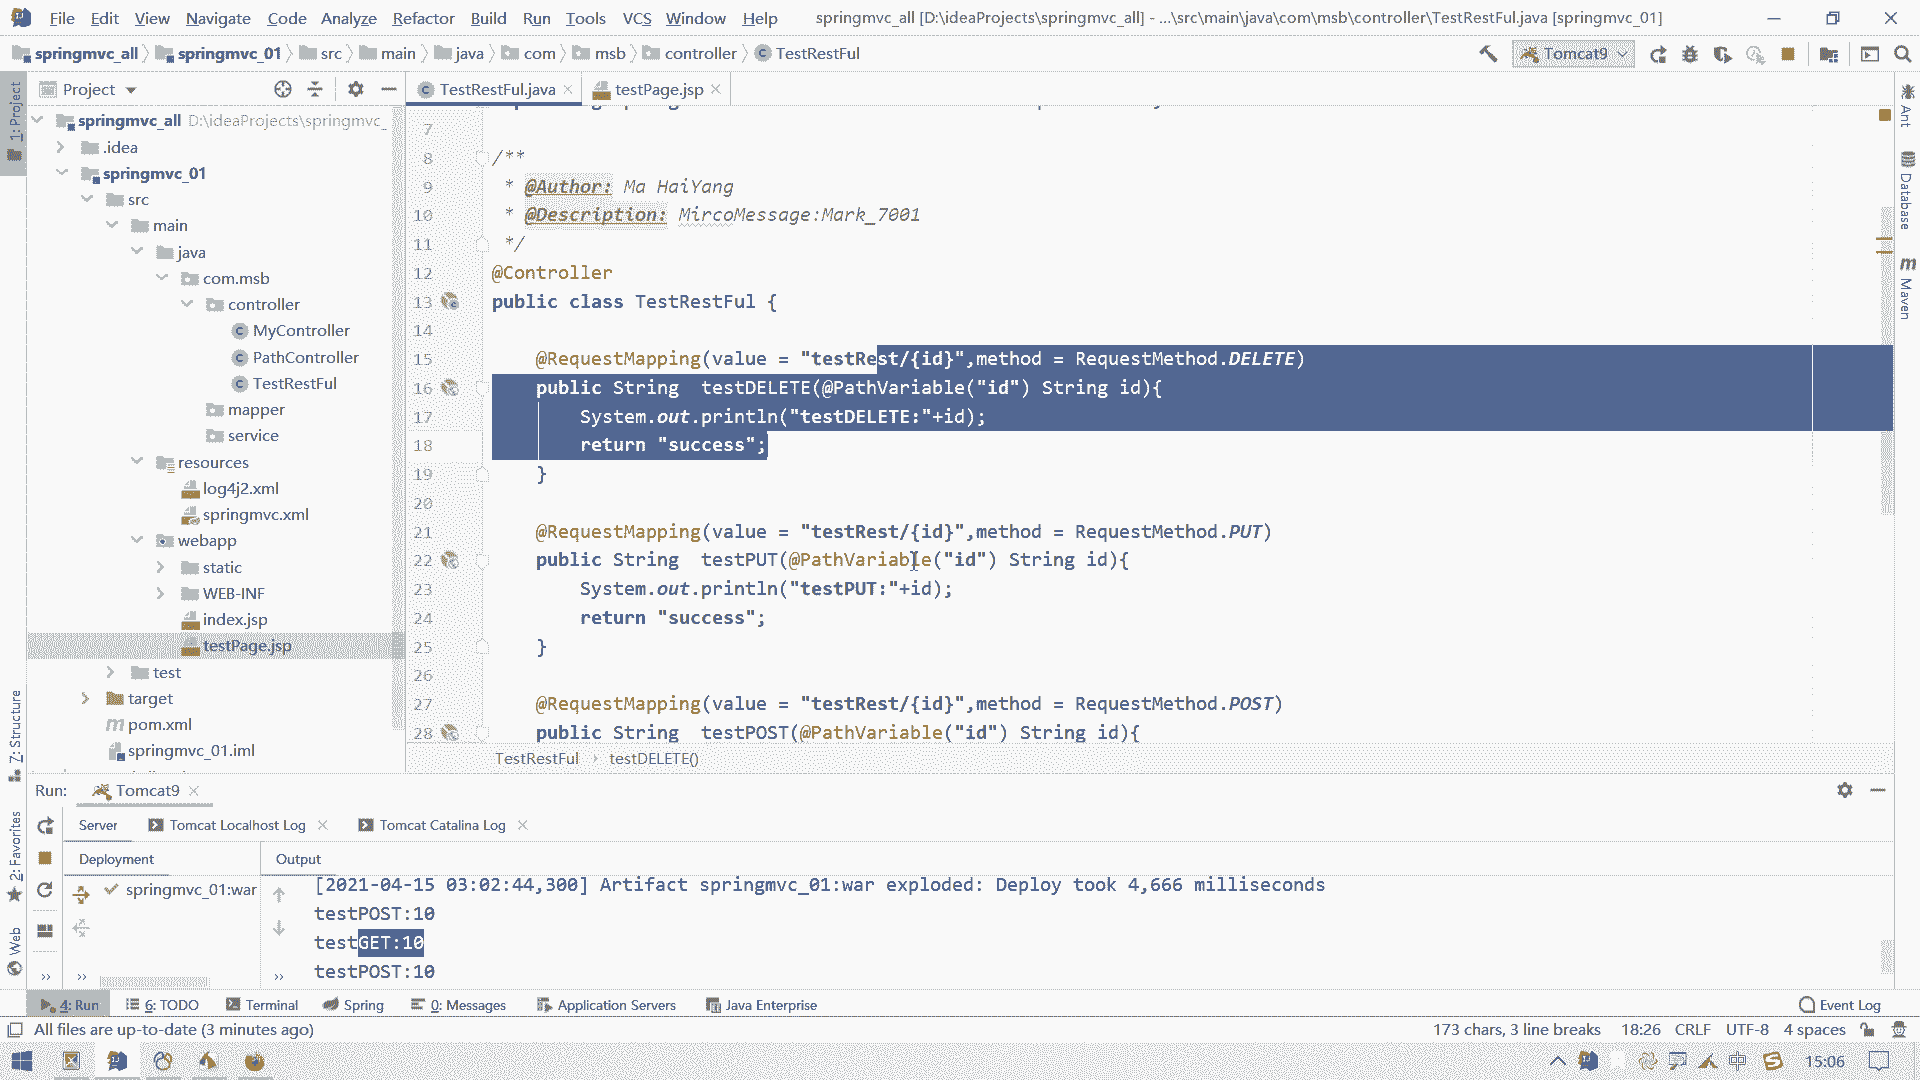 File Edit View Navigate Code Analyze Refactor Build Run Tools VCS Window Help springmvc_all [D:\ideaProjects\springmvc_all] - ...\src\main\java\com\msb\controller\TestRestFul.java [springmvc_01]
springmvc_all springmvc_01 src main java com msb controller TestRestFul Tomcat9
Project TestRestFul.java testPage.jsp
1: Project
Ant
Database
Maven
springmvc_all D:\ideaProjects\springmvc_
.idea
springmvc_01
src
main
java
com.msb
controller
MyController
PathController
TestRestFul
mapper
service
resources
log4j2.xml
springmvc.xml
webapp
static
WEB-INF
index.jsp
testPage.jsp
test
target
pom.xml
springmvc_01.iml
7
8 /**
9 * @Author: Ma HaiYang
10 * @Description: MircoMessage:Mark_7001
11 */
12 @Controller
13 public class TestRestFul {
14
15 @RequestMapping(value = "testRest/{id}",method = RequestMethod.DELETE)
16 public String testDELETE(@PathVariable("id") String id){
17 System.out.println("testDELETE:"+id);
18 return "success";
19 }
20
21 @RequestMapping(value = "testRest/{id}",method = RequestMethod.PUT)
22 public String testPUT(@PathVariable("id") String id){
23 System.out.println("testPUT:"+id);
24 return "success";
25 }
26
27 @RequestMapping(value = "testRest/{id}",method = RequestMethod.POST)
28 public String testPOST(@PathVariable("id") String id){
TestRestFul testDELETE()
7: Structure
2: Favorites
Web
Run: Tomcat9
Server Tomcat Localhost Log Tomcat Catalina Log
Deployment Output
springmvc_01:war
[2021-04-15 03:02:44,300] Artifact springmvc_01:war exploded: Deploy took 4,666 milliseconds
testPOST:10
testGET:10
testPOST:10
4: Run 6: TODO Terminal Spring 0: Messages Application Servers Java Enterprise Event Log
All files are up-to-date (3 minutes ago) 173 chars, 3 line breaks 18:26 CRLF UTF-8 4 spaces
中 15:06